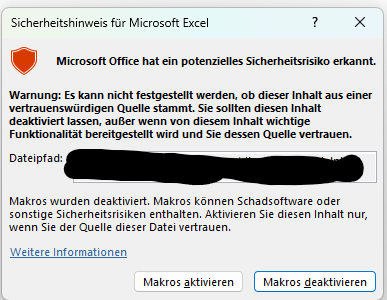 Sicherheitshinweis für Microsoft Excel
Microsoft Office hat ein potenzielles Sicherheitsrisiko erkannt.
Warnung: Es kann nicht festgestellt werden, ob dieser Inhalt aus einer
vertrauenswürdigen Quelle stammt. Sie sollten diesen Inhalt
deaktiviert lassen, außer wenn von diesem Inhalt wichtige
Funktionalität bereitgestellt wird und Sie dessen Quelle vertrauen.
Dateipfad:
Makros wurden deaktiviert. Makros können Schadsoftware oder
sonstige Sicherheitsrisiken enthalten. Aktivieren Sie diesen Inhalt nur,
wenn Sie der Quelle dieser Datei vertrauen.
Weitere Informationen
Makros aktivieren Makros deaktivieren